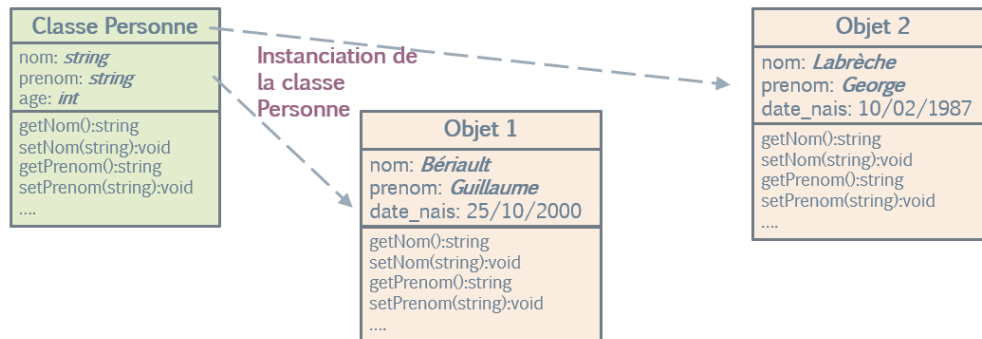 Classe Personne
nom: string
prenom: string
age: int
getNom():string
setNom(string):void
getPrenom():string
setPrenom(string):void
....
Instanciation de
la classe
Personne
Objet 1
nom: Bériault
prenom: Guillaume
date_nais: 25/10/2000
getNom():string
setNom(string):void
getPrenom():string
setPrenom(string):void
....
Objet 2
nom: Labrèche
prenom: George
date_nais: 10/02/1987
getNom():string
setNom(string):void
getPrenom():string
setPrenom(string):void
....